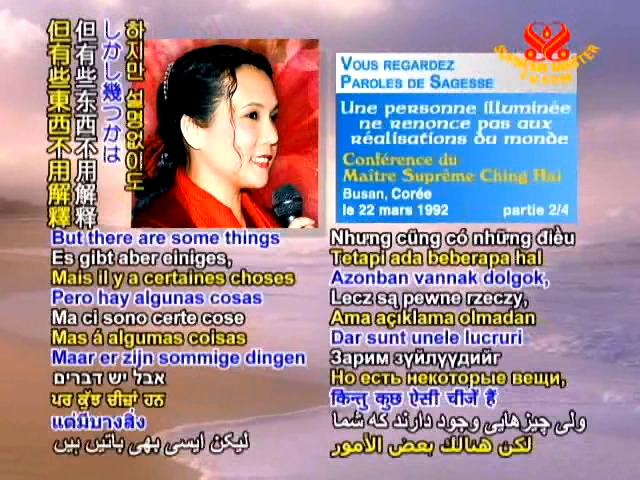 但有些東西不用解釋
但有些东西不用解释
しかし幾つかは
하지만 설명없이도
SUPREME MASTER
TV.COM
VOUS REGARDEZ
PAROLES DE SAGESSE
Une personne illuminée
ne renonce pas aux
réalisations du monde
Conférence du
Maître Suprême Ching Hai
Busan, Corée
le 22 mars 1992 partie 2/4
But there are some things
Es gibt aber einiges,
Mais il y a certaines choses
Pero hay algunas cosas
Ma ci sono certe cose
Mas á algumas coisas
Maar er zijn sommige dingen
אבל יש דברים
ਪਰ ਕੁੱਝ ਚੀਜ਼ਾਂ ਹਨ
แต่มีบางสิ่ง
لیکن ایسی بھی باتیں ہیں
Nhưng cũng có những điều
Tetapi ada beberapa hal
Azonban vannak dolgok,
Lecz są pewne rzeczy,
Ama açıklama olmadan
Dar sunt unele lucruri
Зарим зүйлүүдийг
Но есть некоторые вещи,
किन्तु कुछ ऐसी चीजें हैं
ولی چیزهایی وجود دارند که شما
لكن هنالك بعض الأمور